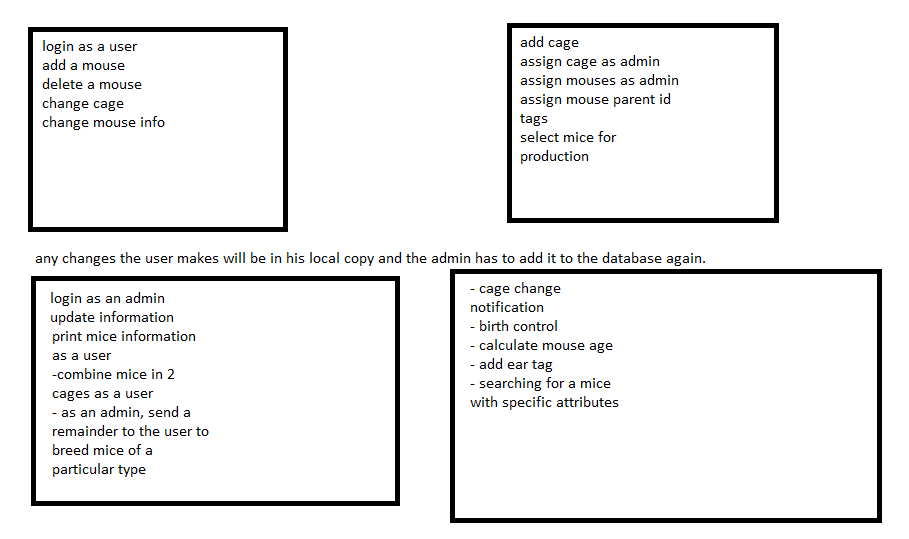 login as a user
add a mouse
delete a mouse
change cage
change mouse info
add cage
assign cage as admin
assign mouses as admin
assign mouse parent id
tags
select mice for
production
any changes the user makes will be in his local copy and the admin has to add it to the database again.
login as an admin
update information
print mice information
as a user
-combine mice in 2
cages as a user
- as an admin, send a
remainder to the user to
breed mice of a
particular type
- cage change
notification
- birth control
- calculate mouse age
- add ear tag
- searching for a mice
with specific attributes